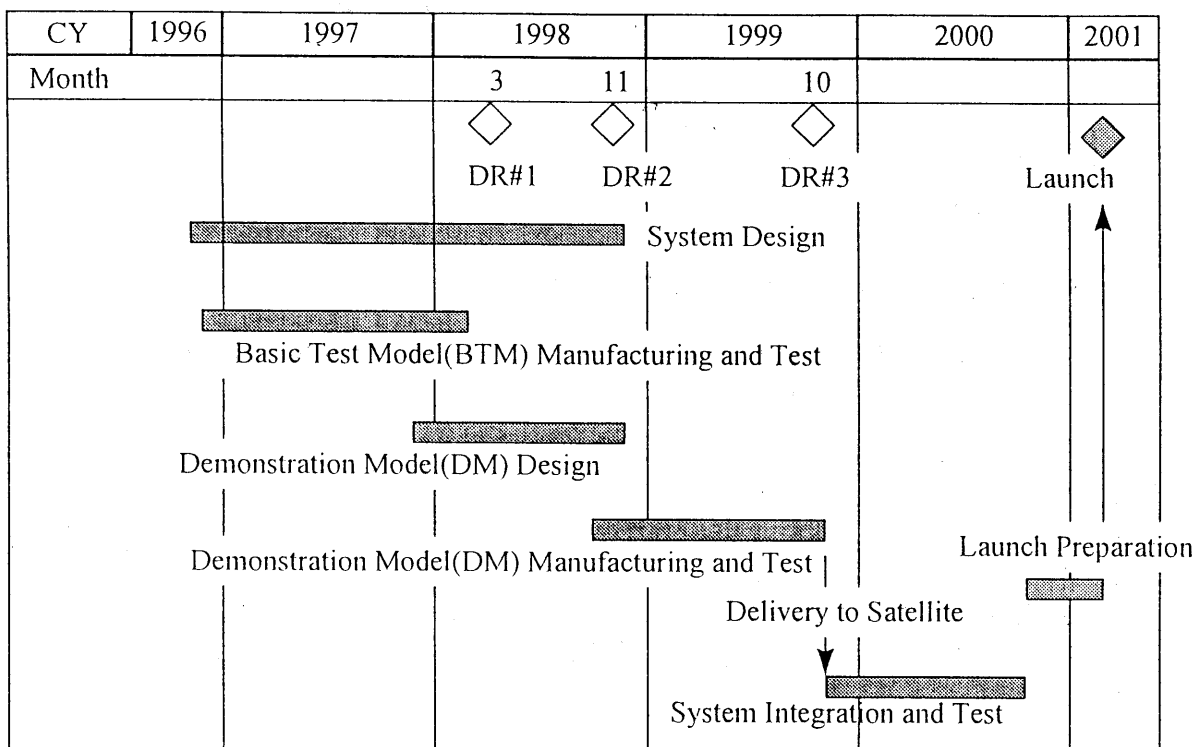 CY 1996 1997 1998 1999 2000 2001
Month 3 11 10
DR#1 DR#2 DR#3 Launch
System Design
Basic Test Model(BTM) Manufacturing and Test
Demonstration Model(DM) Design
Demonstration Model(DM) Manufacturing and Test
Launch Preparation
Delivery to Satellite
System Integration and Test